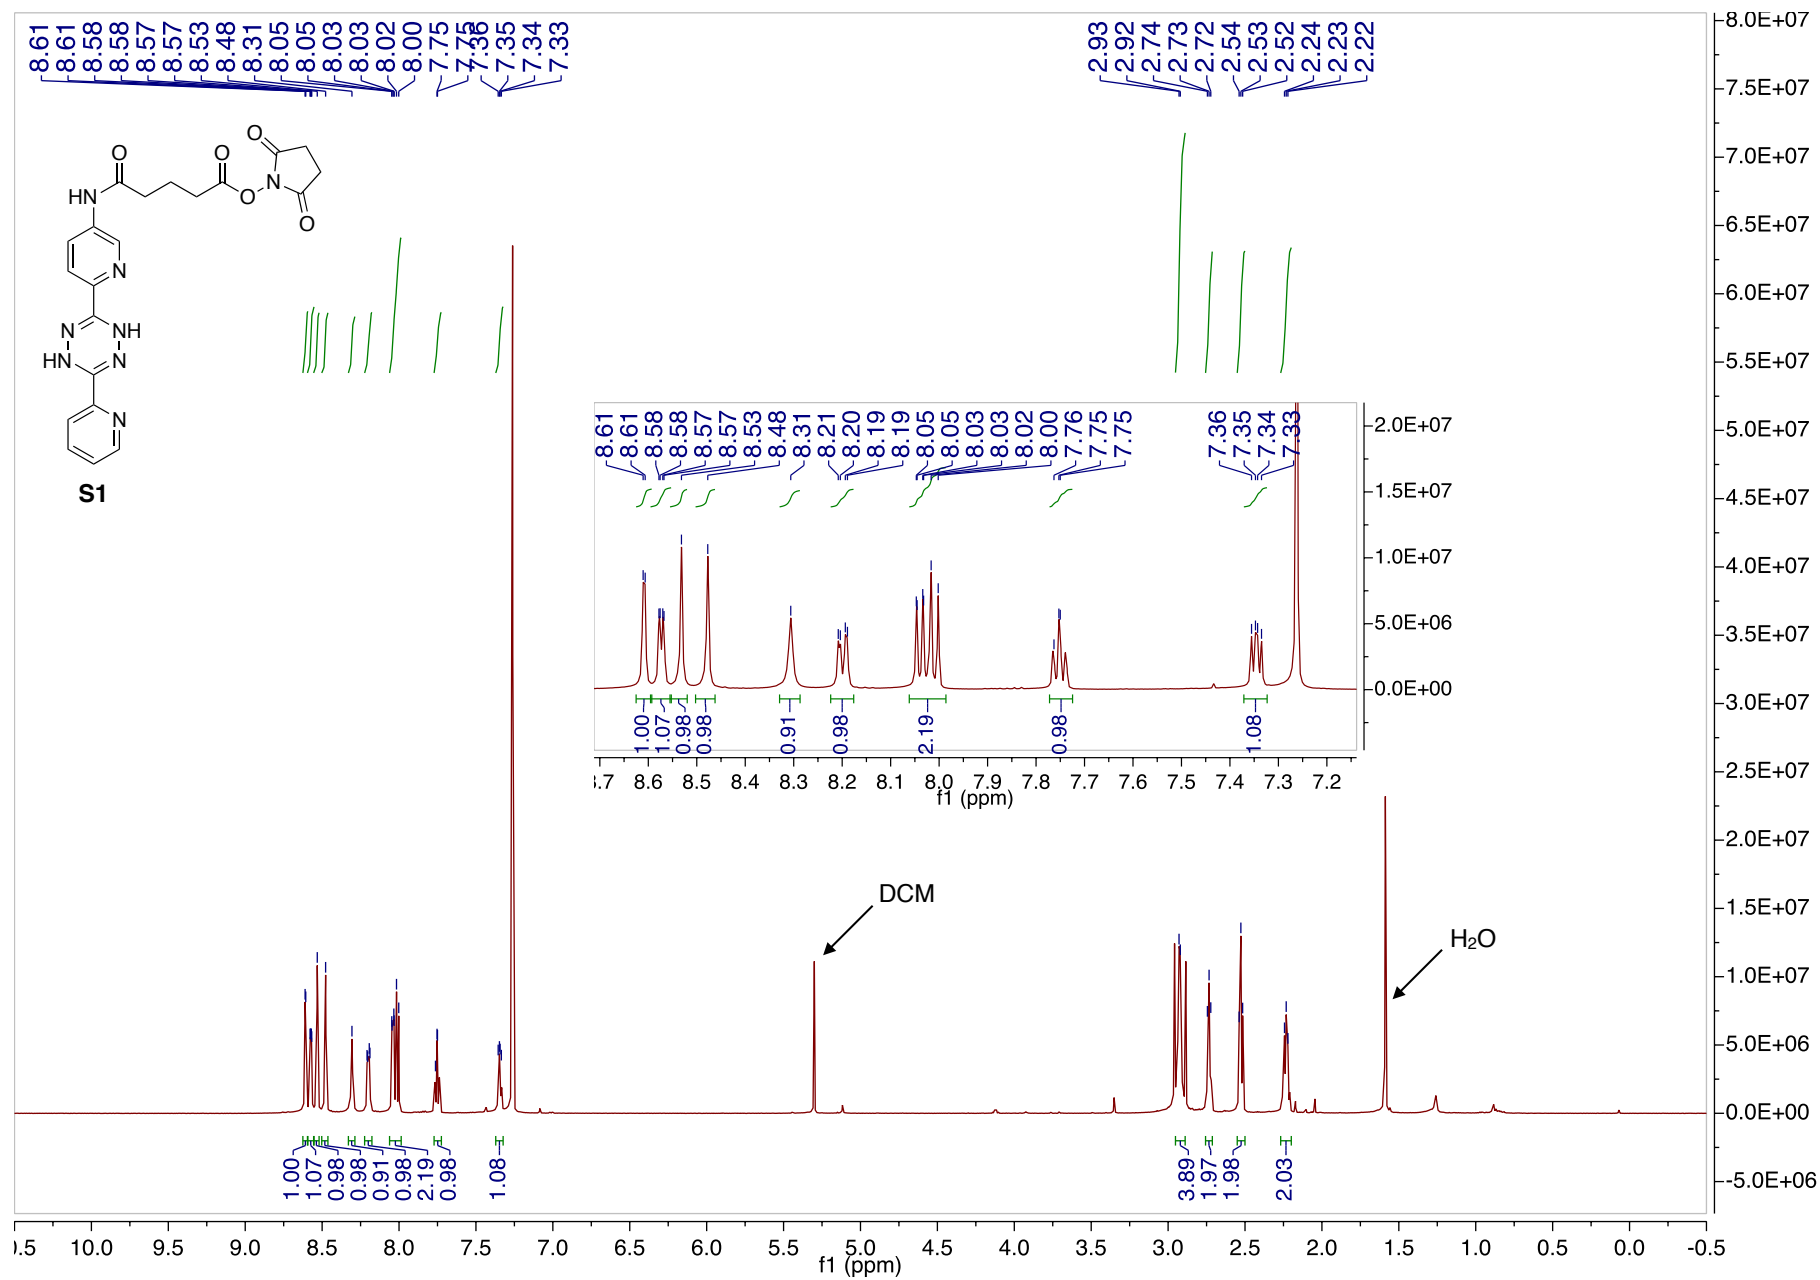 8.61 8.61 8.58 8.58 8.57 8.57 8.53 8.48 8.31 8.05 8.05 8.03 8.03 8.02 8.00 7.75 7.75 7.36 7.35 7.34 7.33 2.93 2.92 2.74 2.73 2.72 2.54 2.53 2.52 2.24 2.23 2.22
O O O
HN O N
O
N
N NH
HN N
N
S1
8.0E+07
7.5E+07
7.0E+07
6.5E+07
6.0E+07
5.5E+07
5.0E+07
4.5E+07
4.0E+07
3.5E+07
3.0E+07
2.5E+07
2.0E+07
1.5E+07
1.0E+07
5.0E+06
0.0E+00
-5.0E+06
8.61 8.61 8.58 8.58 8.57 8.57 8.53 8.48 8.31 8.21 8.20 8.19 8.19 8.05 8.05 8.03 8.03 8.02 8.00 7.76 7.75 7.75 7.36 7.35 7.34 7.33
2.0E+07
1.5E+07
1.0E+07
5.0E+06
0.0E+00
1.00 1.07 0.98 0.98 0.91 0.98 2.19 0.98 1.08
8.6 8.5 8.4 8.3 8.2 8.1 8.0 7.9 7.8 7.7 7.6 7.5 7.4 7.3 7.2
f1 (ppm)
DCM
H₂O
1.00 1.07 0.98 0.98 0.91 0.98 2.19 0.98 1.08 3.89 1.97 1.98 2.03
10.0 9.5 9.0 8.5 8.0 7.5 7.0 6.5 6.0 5.5 5.0 4.5 4.0 3.5 3.0 2.5 2.0 1.5 1.0 0.5 0.0 -0.5
f1 (ppm)